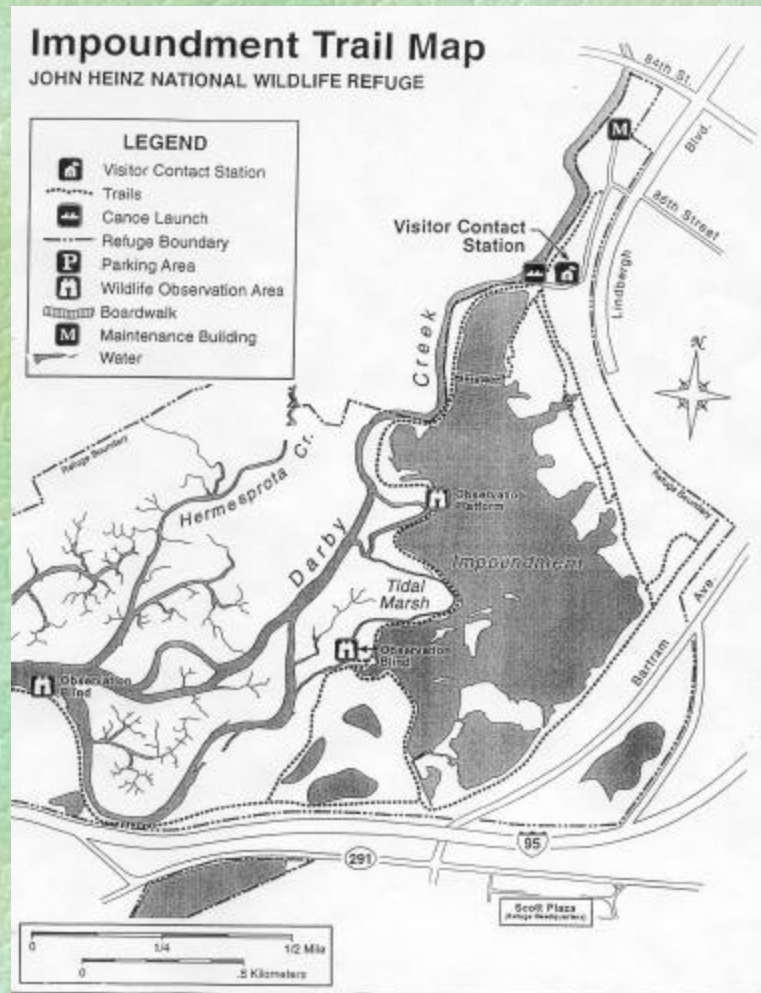 Impoundment Trail Map
JOHN HEINZ NATIONAL WILDLIFE REFUGE
LEGEND
Visitor Contact Station
Trails
Canoe Launch
Refuge Boundary
P
Parking Area
Wildlife Observation Area
Boardwalk
M
Maintenance Building
Water
84th St.
M
Blvd.
86th Street
Visitor Contact
Station
Lindbergh
N
Creek
Boardwalk
Refuge Boundary
Hermesprota Cr.
Darby
Observation
Platform
Refuge Boundary
Impoundment
Tidal
Marsh
Observation
Blind
Observation
Blind
Bartram Ave.
95
291
Scott Plaza
(Refuge Headquarters)
0 1/4 1/2 Mile
0 .5 Kilometers